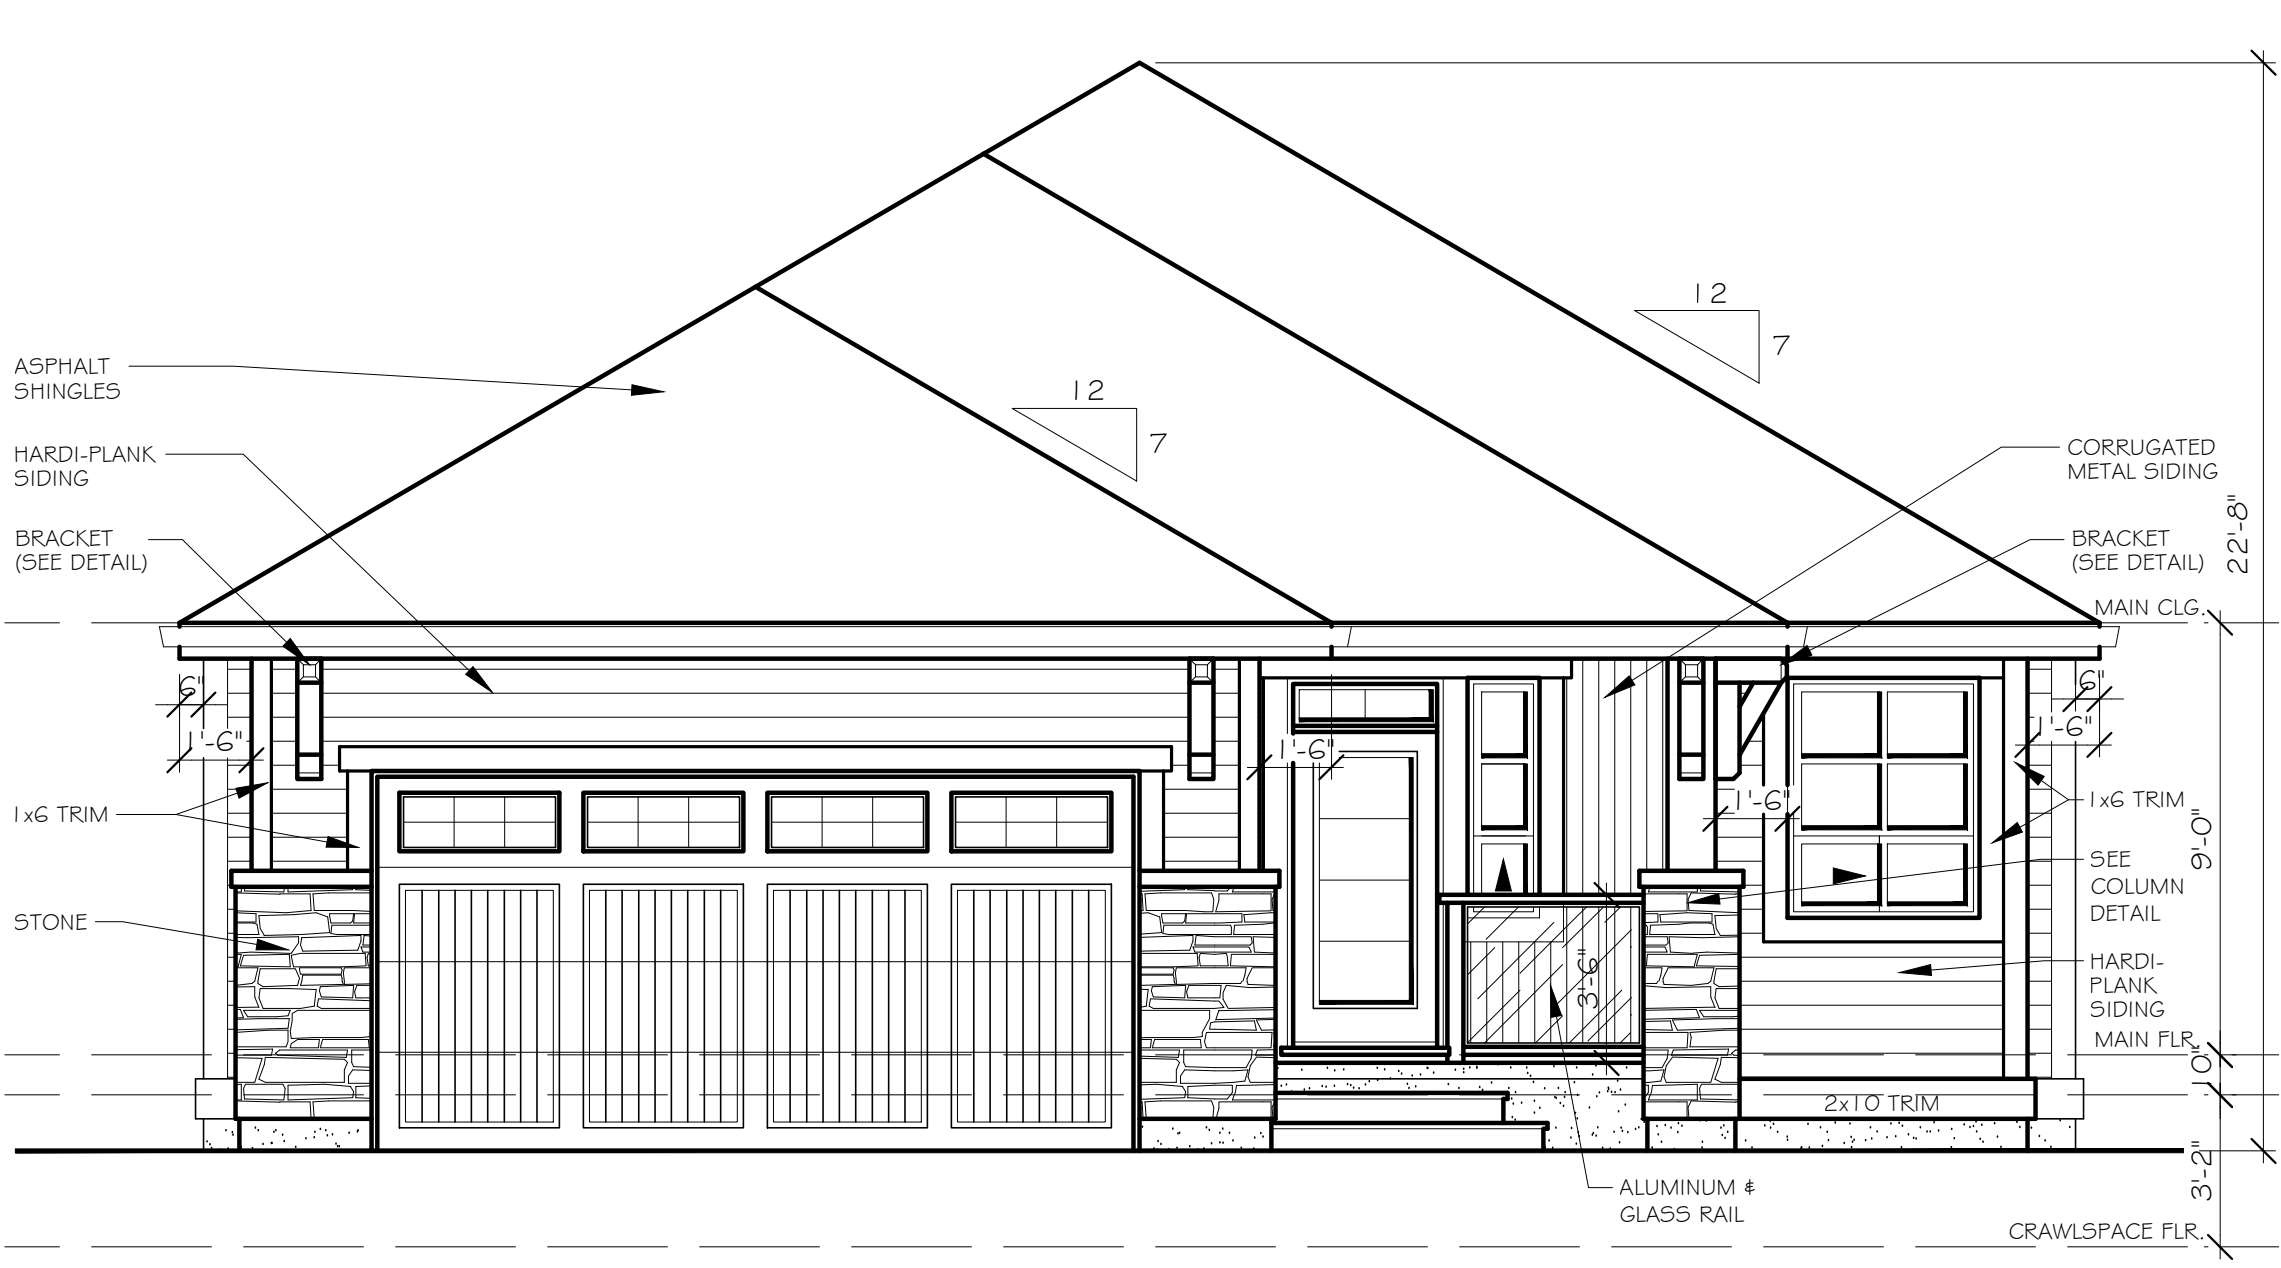 12
7
ASPHALT
SHINGLES
12
7
HARDI-PLANK
SIDING
CORRUGATED
METAL SIDING
22'-8"
BRACKET
(SEE DETAIL)
BRACKET
(SEE DETAIL)
MAIN CLG.
6"
6"
1'-6"
1'-6"
1'-6"
1'-6"
1x6 TRIM
1x6 TRIM
9'-0"
SEE
COLUMN
DETAIL
STONE
3'-6"
HARDI-
PLANK
SIDING
MAIN FLR.
10"
2x10 TRIM
3'-2"
ALUMINUM &
GLASS RAIL
CRAWLSPACE FLR.